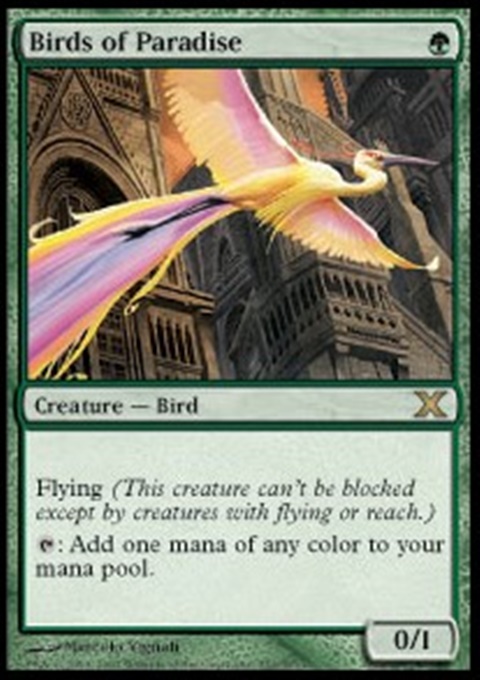 Birds of Paradise
Creature — Bird
X
Flying (This creature can't be blocked
except by creatures with flying or reach.)
: Add one mana of any color to your
mana pool.
0/1